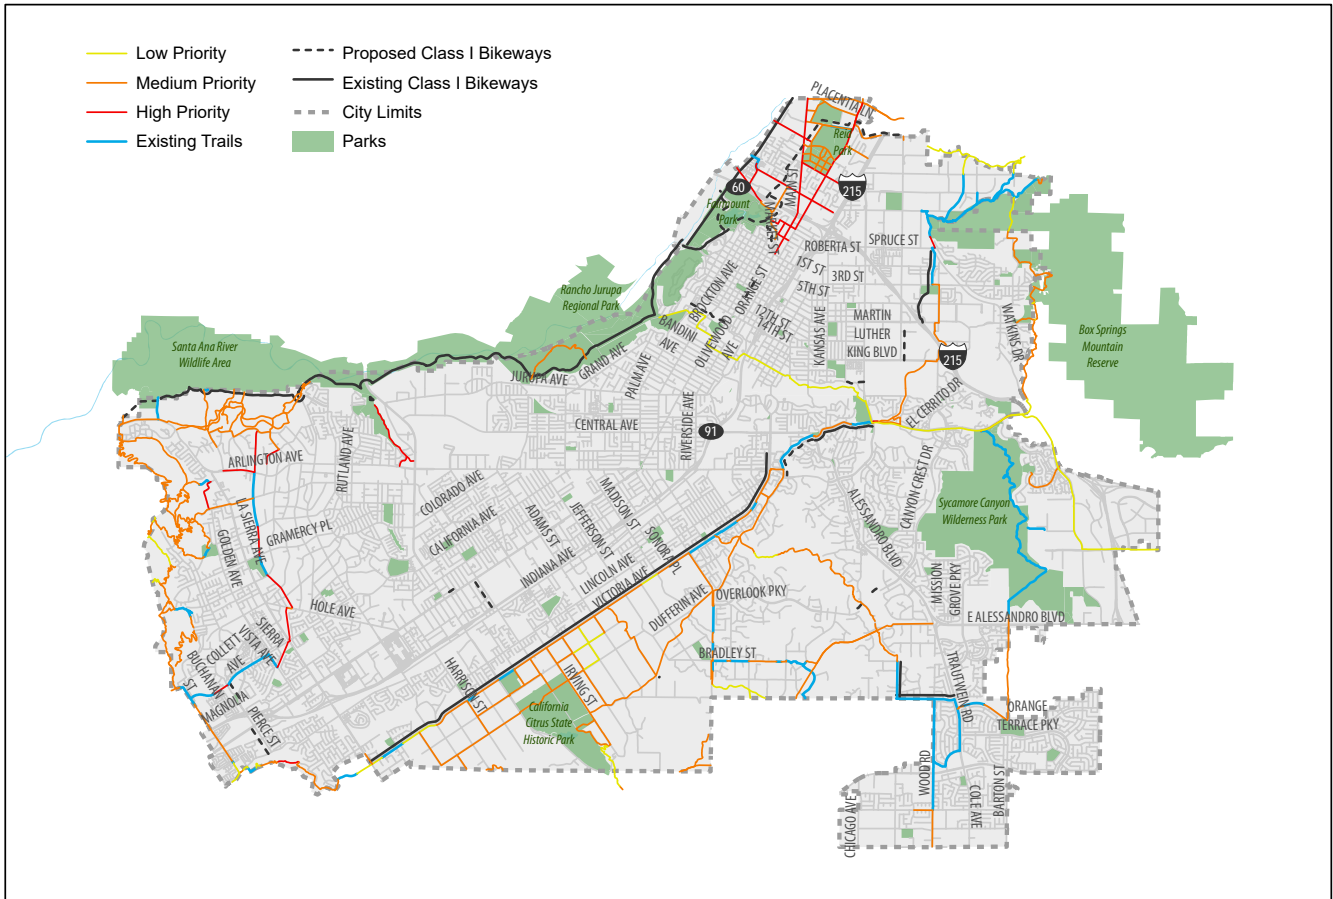 Low Priority
Medium Priority
High Priority
Existing Trails
Proposed Class I Bikeways
Existing Class I Bikeways
City Limits
Parks
PLACENTIA LN
Reid
Park
60
215
MAIN ST
Fairmount
Park
MARKET ST
ROBERTA ST
SPRUCE ST
1ST ST
3RD ST
5TH ST
BROCKTON AVE
ORANGE ST
12TH ST
14TH ST
Rancho Jurupa
Regional Park
BANDINI
AVE
OLIVEWOOD
AVE
KANSAS AVE
MARTIN
LUTHER
KING BLVD
215
WATKINS DR
Box Springs
Mountain
Reserve
Santa Ana River
Wildlife Area
JURUPA AVE
GRAND AVE
PALM AVE
EL CERRITO DR
CENTRAL AVE
RIVERSIDE AVE
91
ARLINGTON AVE
RUTLAND AVE
COLORADO AVE
CALIFORNIA AVE
MADISON ST
ADAMS ST
JEFFERSON ST
SONORA PL
ALESSANDRO BLVD
CANYON CREST DR
Sycamore Canyon
Wilderness Park
LA SIERRA AVE
GRAMERCY PL
GOLDEN AVE
INDIANA AVE
LINCOLN AVE
VICTORIA AVE
DUFFERIN AVE
OVERLOOK PKY
MISSION
GROVE PKY
E ALESSANDRO BLVD
HOLE AVE
SIERRA
VISTA AVE
COLLETT
AVE
BUCHANAN
ST
MAGNOLIA
PIERCE ST
HARRISON ST
IRVING ST
BRADLEY ST
California
Citrus State
Historic Park
TRAUTWEIN RD
ORANGE
TERRACE PKY
WOOD RD
COLE AVE
BARTON ST
CHICAGO AVE